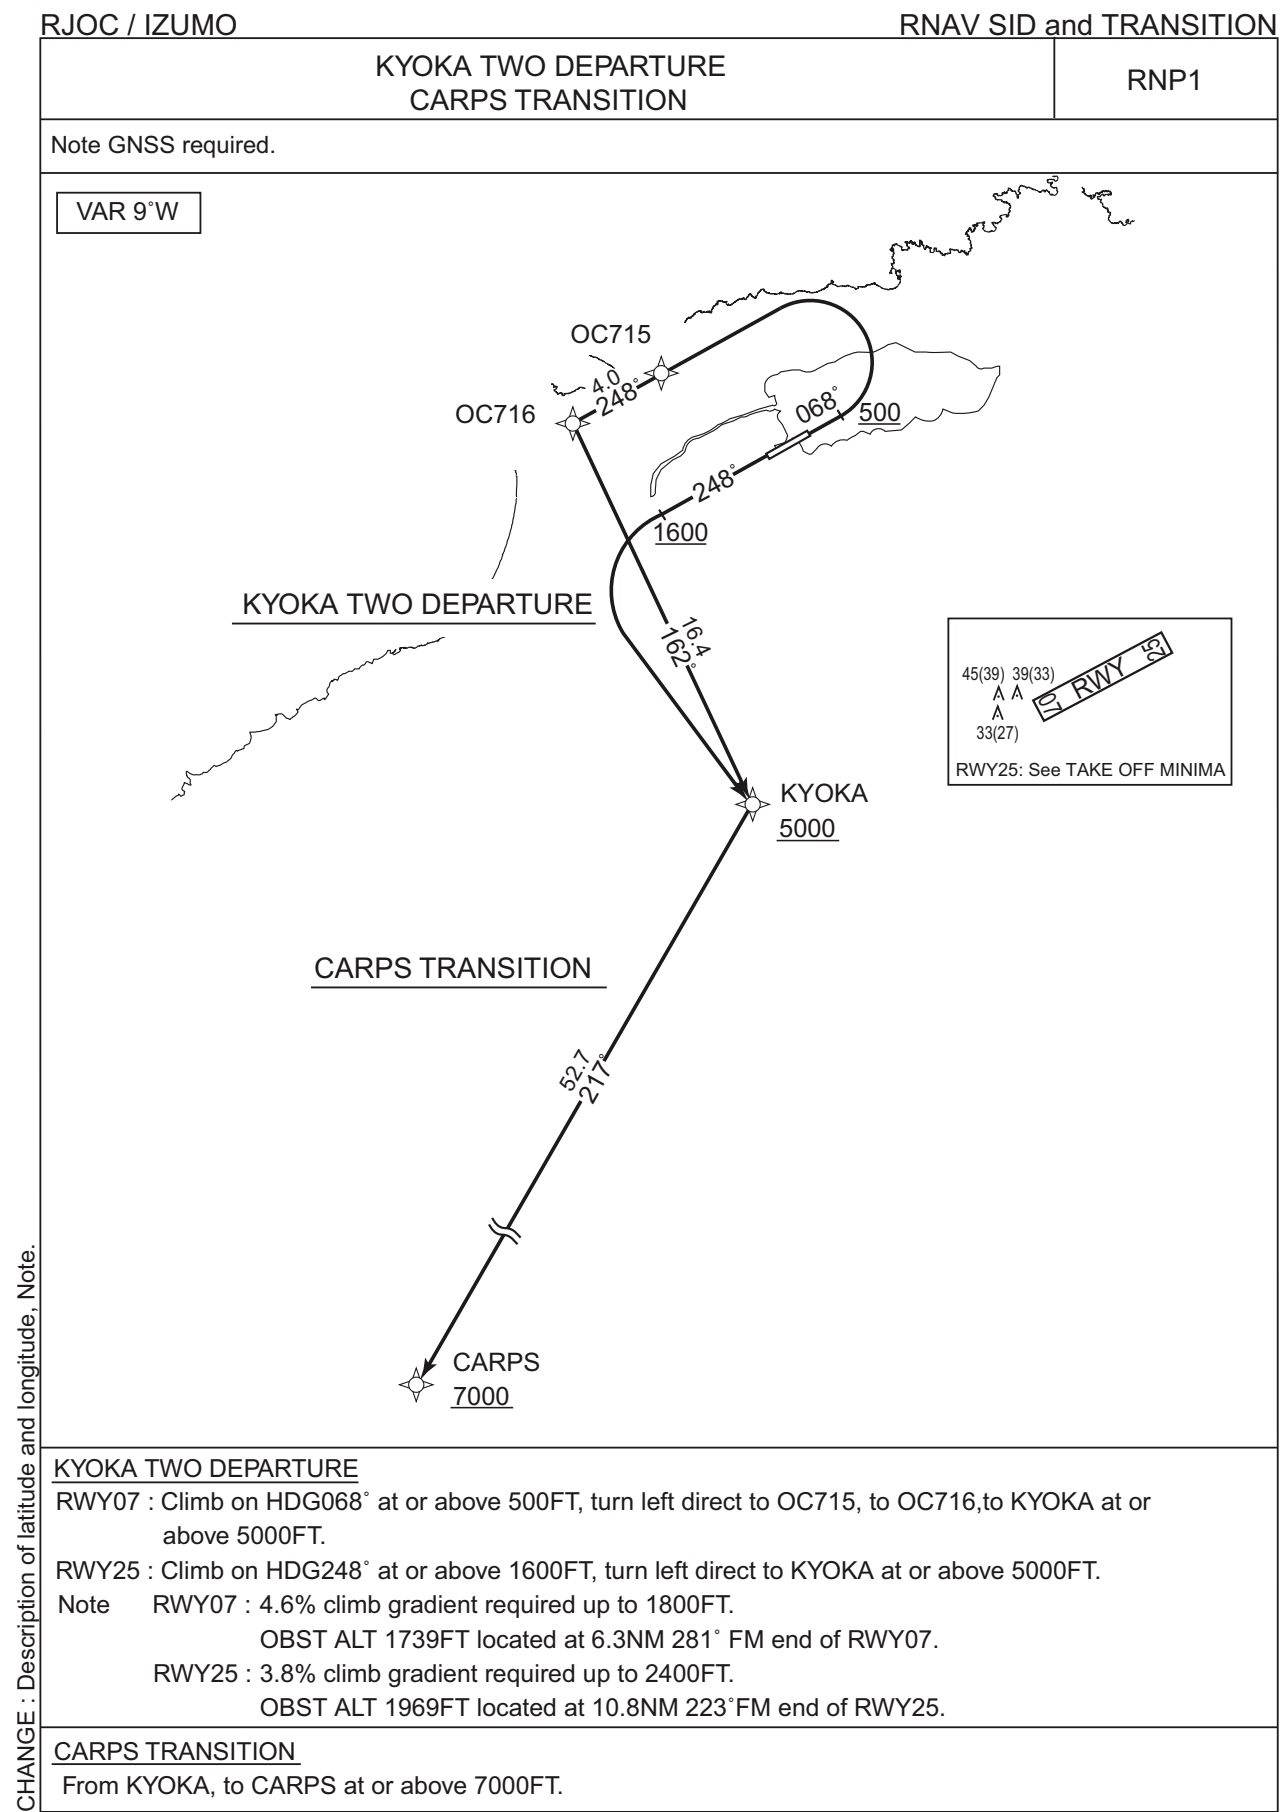 RJOC / IZUMO
RNAV SID and TRANSITION
KYOKA TWO DEPARTURE
CARPS TRANSITION
RNP1
Note GNSS required.
VAR 9˚W
OC715
4.0
248˚
OC716
068˚
500
248˚
1600
KYOKA TWO DEPARTURE
16.4
162˚
45(39) 39(33)
33(27)
07 RWY 25
RWY25: See TAKE OFF MINIMA
KYOKA
5000
CARPS TRANSITION
52.7
217˚
CARPS
7000
KYOKA TWO DEPARTURE
RWY07 : Climb on HDG068˚ at or above 500FT, turn left direct to OC715, to OC716,to KYOKA at or
above 5000FT.
RWY25 : Climb on HDG248˚ at or above 1600FT, turn left direct to KYOKA at or above 5000FT.
Note RWY07 : 4.6% climb gradient required up to 1800FT.
OBST ALT 1739FT located at 6.3NM 281˚ FM end of RWY07.
RWY25 : 3.8% climb gradient required up to 2400FT.
OBST ALT 1969FT located at 10.8NM 223˚FM end of RWY25.
CARPS TRANSITION
From KYOKA, to CARPS at or above 7000FT.
CHANGE : Description of latitude and longitude, Note.